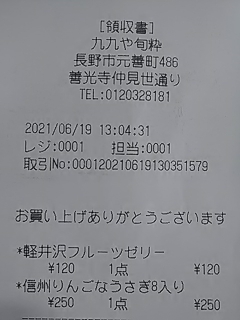 [領収書]
九九や旬粋
長野市元善町486
善光寺仲見世通り
TEL:0120328181
2021/06/19 13:04:31
レジ:0001 担当:0001
取引No:000120210619130351579
お買い上げありがとうございます
*軽井沢フルーツゼリー
¥120 1点 ¥120
*信州りんごなうさぎ8入り
¥250 1点 ¥250